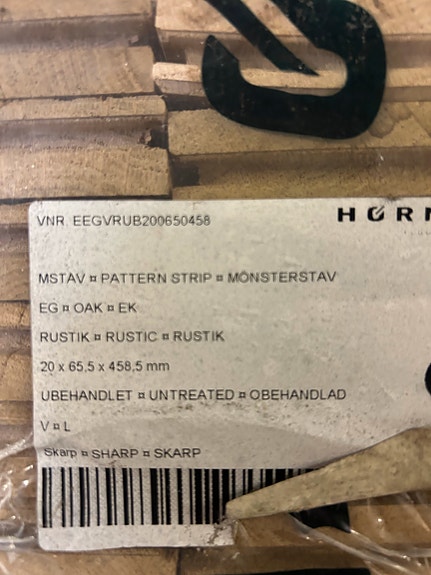 VNR. EEGVRUB200650458
MSTAV ¤ PATTERN STRIP ¤ MÖNSTERSTAV
EG ¤ OAK ¤ EK
RUSTIK ¤ RUSTIC ¤ RUSTIK
20 x 65,5 x 458,5 mm
UBEHANDLET ¤ UNTREATED ¤ OBEHANDLAD
V ¤ L
Skarp ¤ SHARP ¤ SKARP